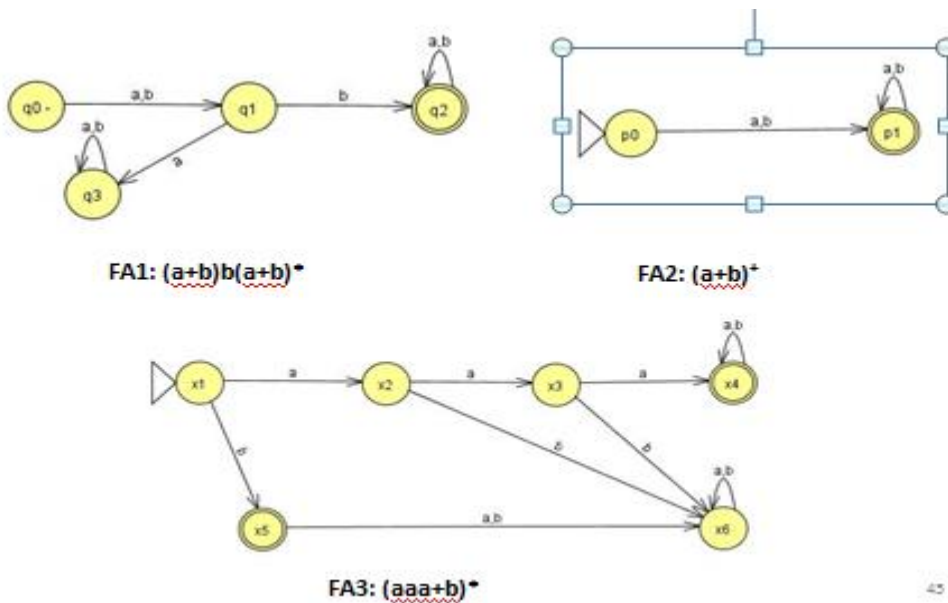 a,b
a,b
q0 -
a,b
q1
b
q2
p0
a,b
p1
a,b
a
q3
FA1: (a+b)b(a+b)*
FA2: (a+b)+
a,b
x1
a
x2
a
x3
a
x4
b
b
b
a,b
x5
a,b
x6
FA3: (aaa+b)*
45